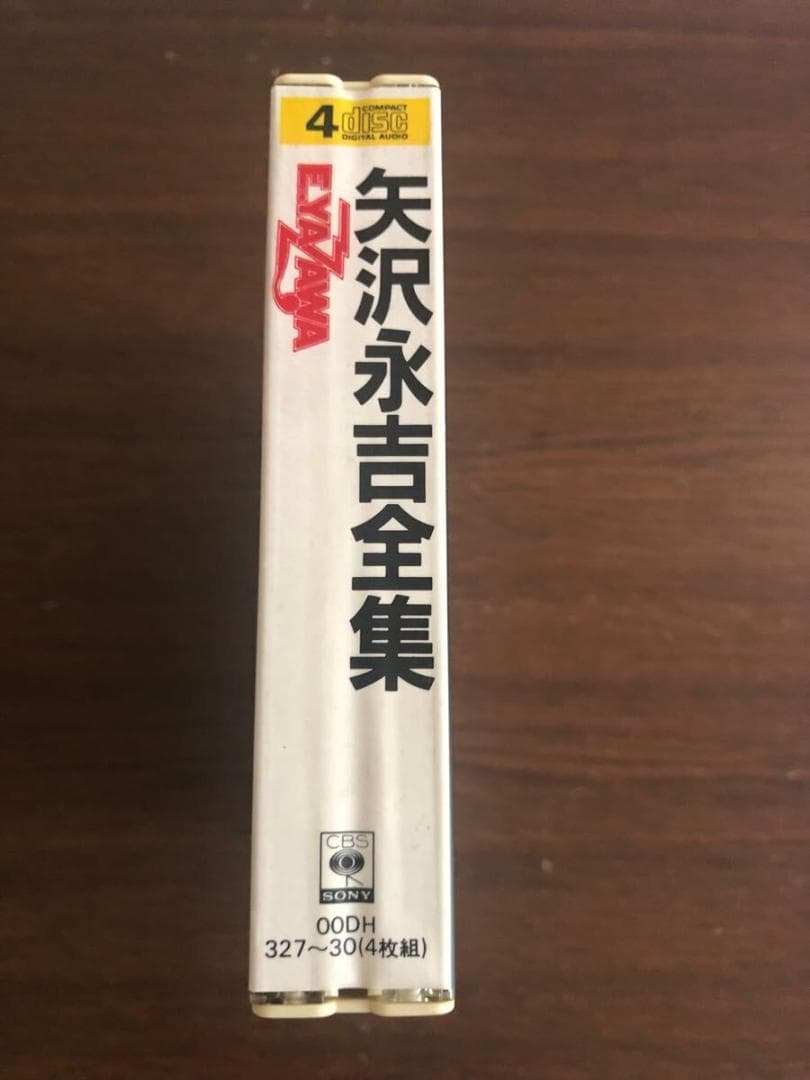 4 COMPACT disc DIGITAL AUDIO
矢沢永吉全集
E.YAZAWA
CBS
SONY
00DH
327〜30(4枚組)